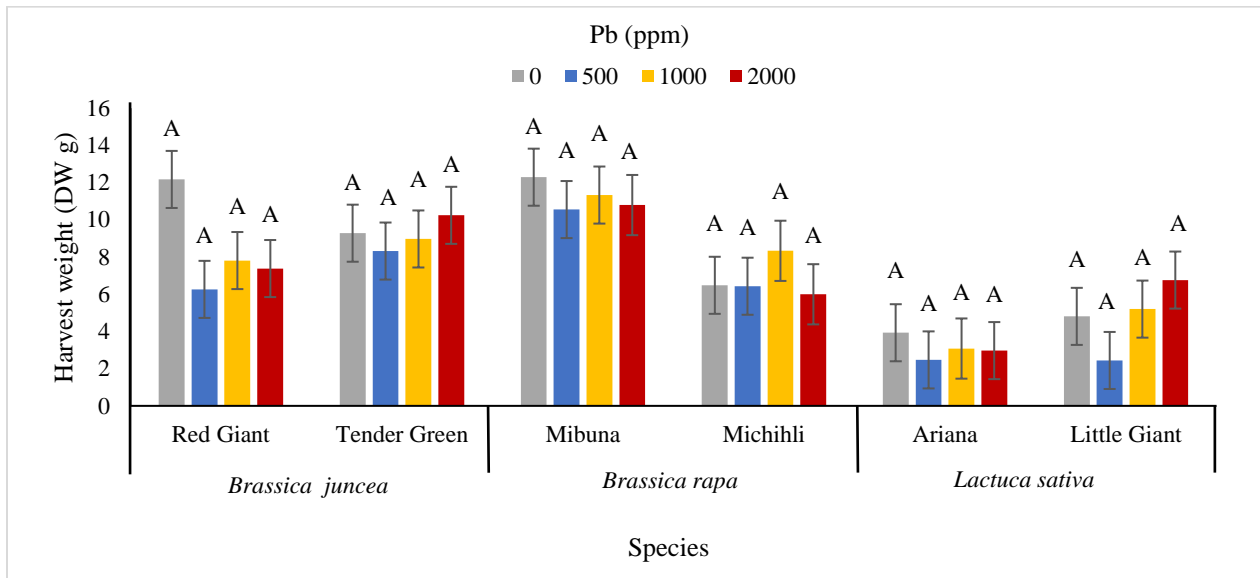 Pb (ppm)
0 500 1000 2000
Harvest weight (DW g)
16
14
12
10
8
6
4
2
0
A A A A A A A A A A A A A A A A A A A A A A A A
Red Giant Tender Green Mibuna Michihli Ariana Little Giant
Brassica juncea Brassica rapa Lactuca sativa
Species